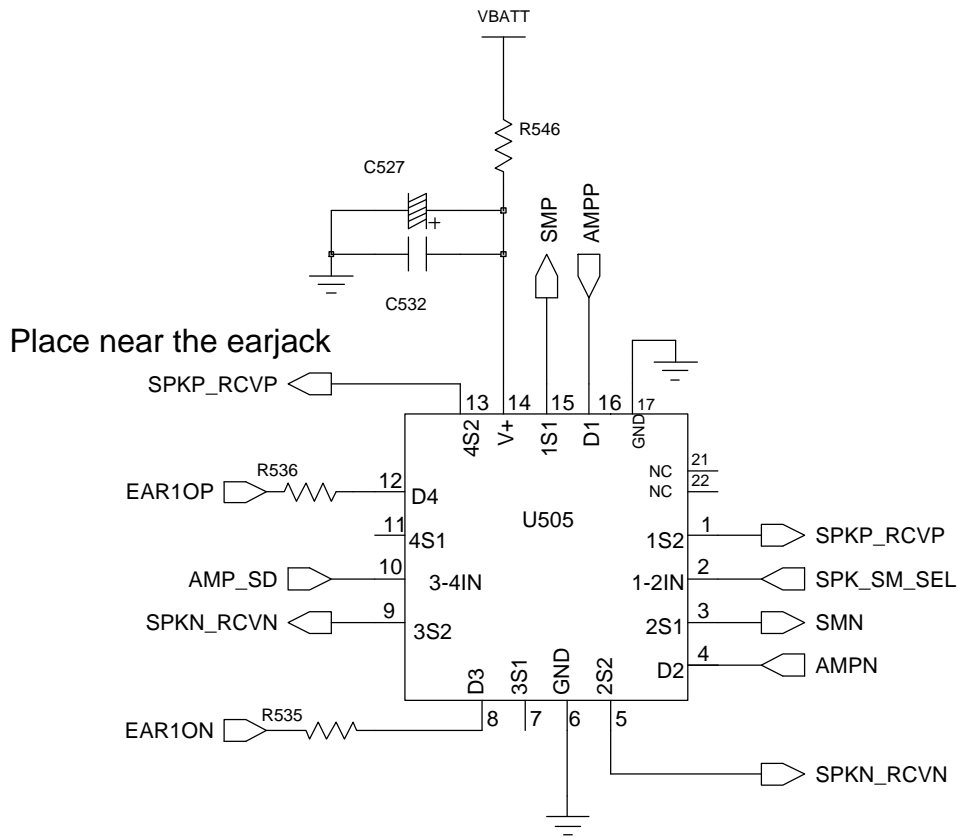 VBATT
R546
C527
SMP
AMPP
C532
Place near the earjack
SPKP_RCVP
13
14
15
16
17
4S2
V+
1S1
D1
GND
R536
EAR1OP
12
D4
NC
21
NC
22
U505
11
4S1
1S2
1
SPKP_RCVP
AMP_SD
10
3-4IN
1-2IN
2
SPK_SM_SEL
SPKN_RCVN
9
3S2
2S1
3
SMN
D2
4
AMPN
D3
3S1
GND
2S2
EAR1ON
R535
8
7
6
5
SPKN_RCVN